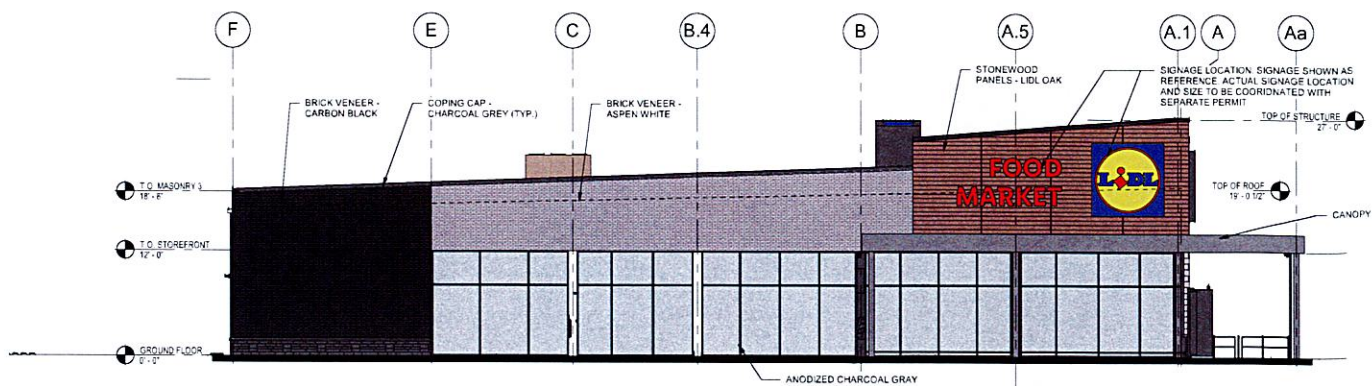 F
E
C
B.4
B
A.5
A.1
A
Aa
BRICK VENEER -
CARBON BLACK
COPING CAP -
CHARCOAL GREY (TYP.)
BRICK VENEER -
ASPEN WHITE
STONEWOOD
PANELS - LIDL OAK
SIGNAGE LOCATION. SIGNAGE SHOWN AS
REFERENCE. ACTUAL SIGNAGE LOCATION
AND SIZE TO BE COORDINATED WITH
SEPARATE PERMIT
TOP OF STRUCTURE
27' - 0"
T.O. MASONRY 3
18' - 6"
FOOD
MARKET
LIDL
TOP OF ROOF
19' - 0 1/2"
CANOPY
T.O. STOREFRONT
12' - 0"
GROUND FLOOR
0' - 0"
ANODIZED CHARCOAL GRAY